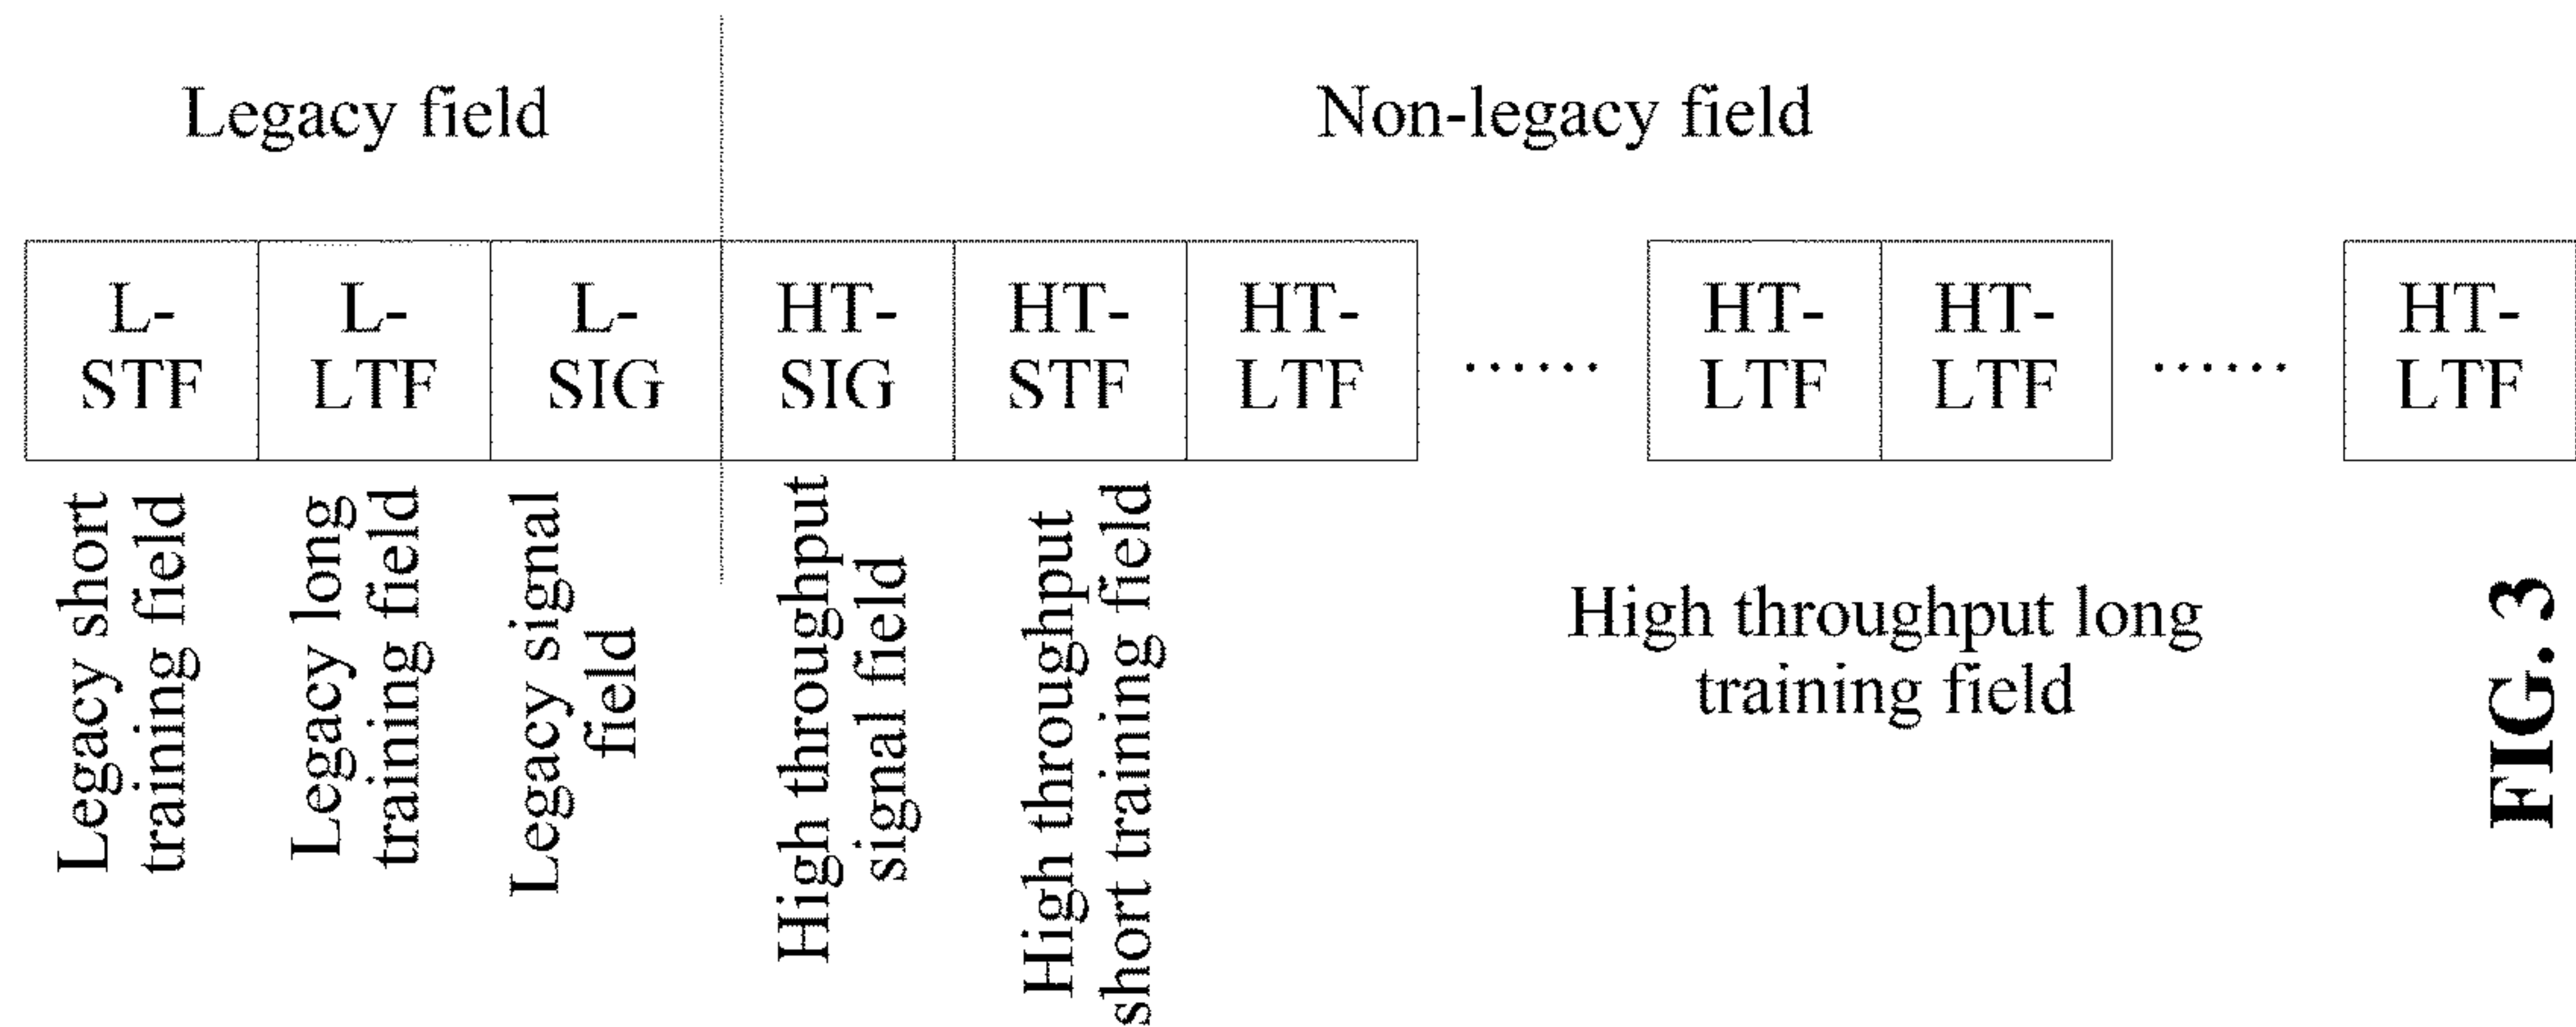 Legacy field
Non-legacy field
L-
STF
L-
LTF
L-
SIG
HT-
SIG
HT-
STF
HT-
LTF
......
HT-
LTF
HT-
LTF
......
HT-
LTF
Legacy short
training field
Legacy long
training field
Legacy signal
field
High throughput
signal field
High throughput
short training field
High throughput long
training field
FIG. 3